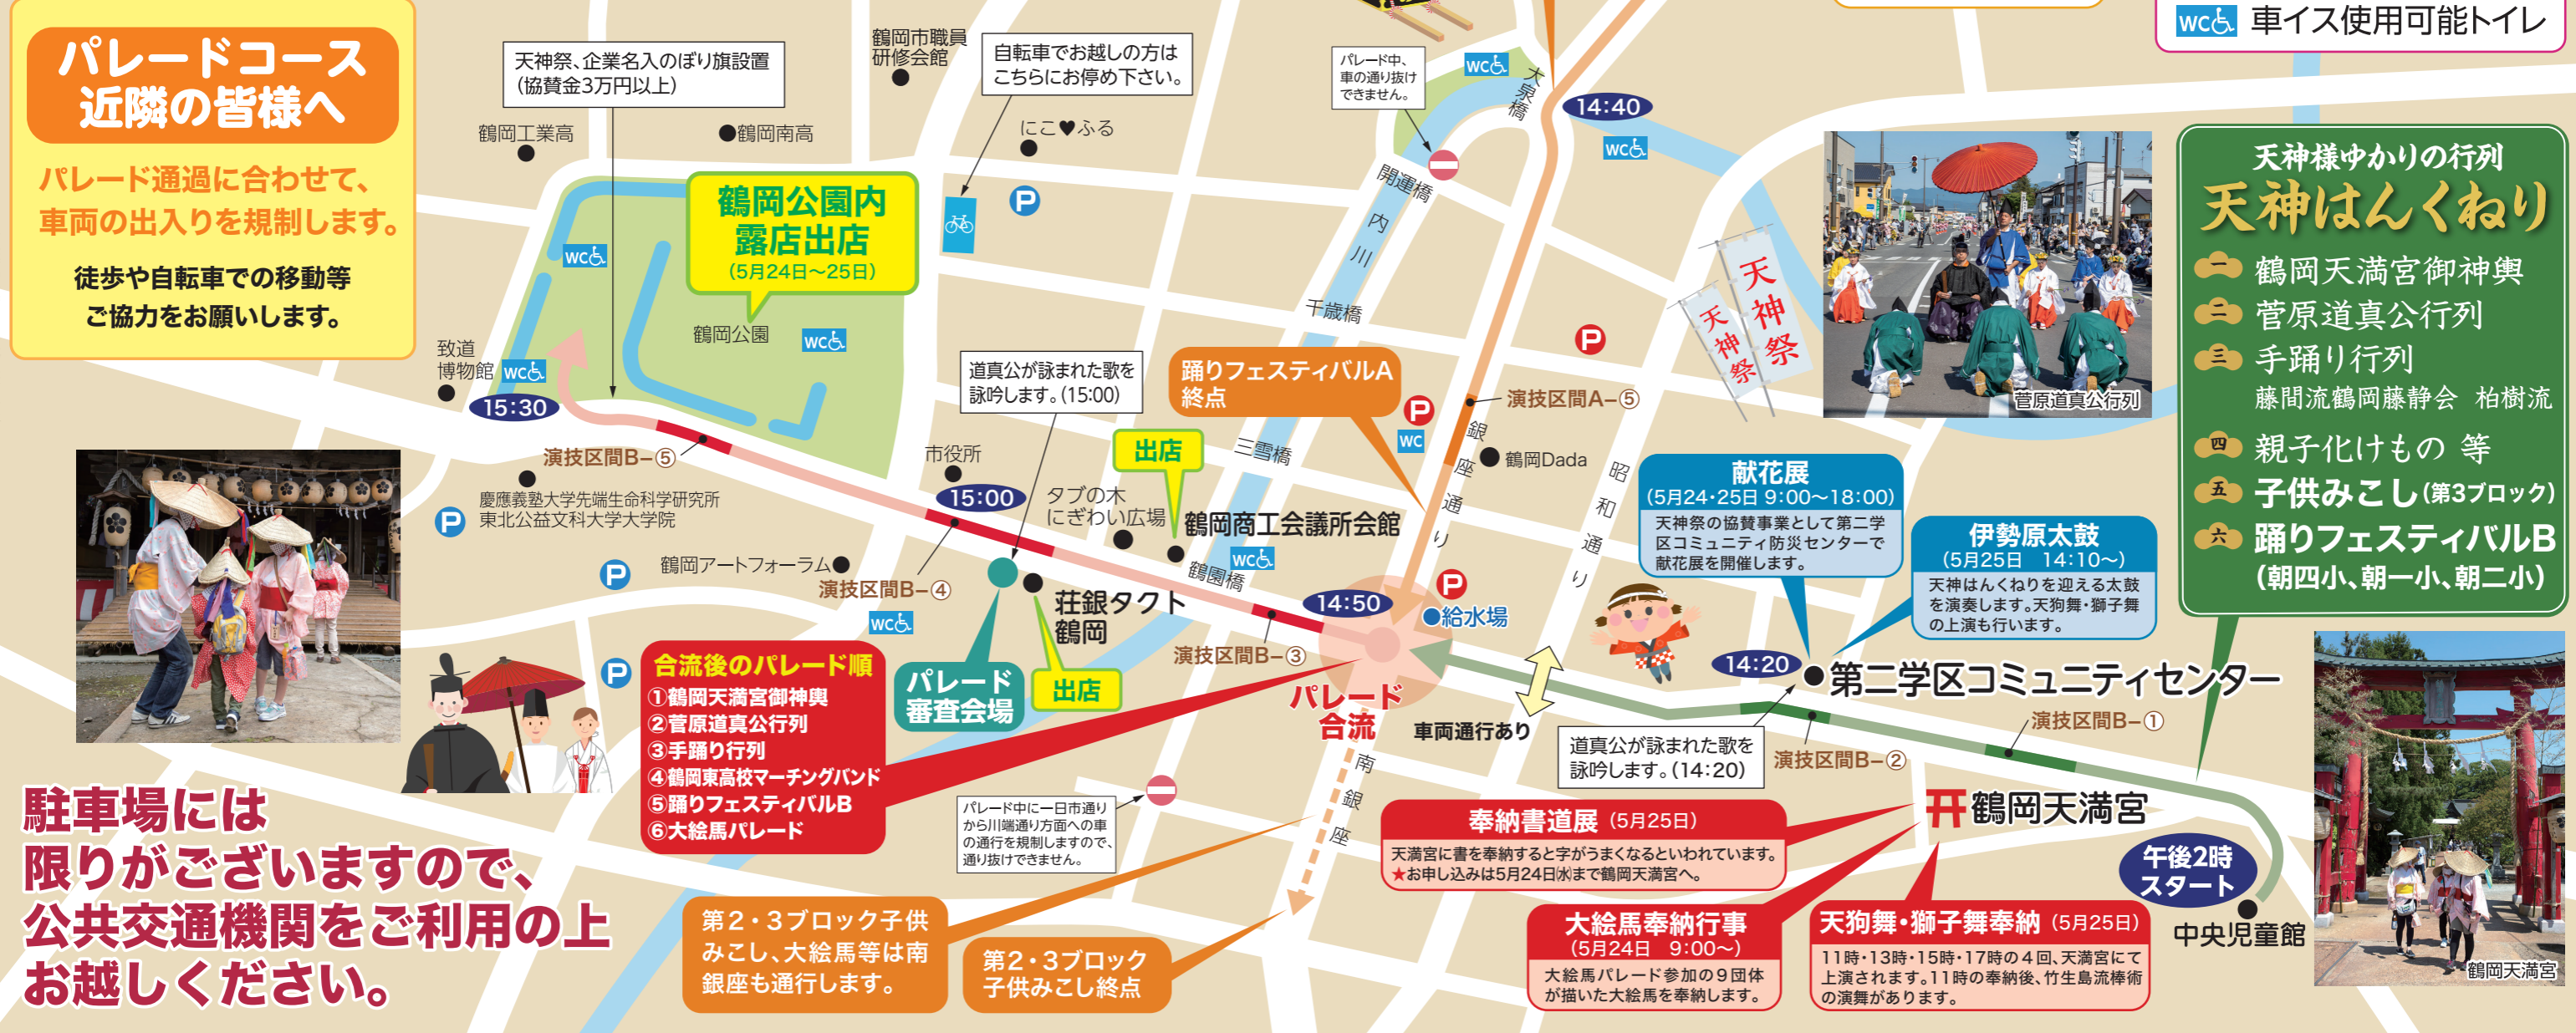 パレードコース
近隣の皆様へ
パレード通過に合わせて、
車両の出入りを規制します。
徒歩や自転車での移動等
ご協力をお願いします。
天神祭、企業名入のぼり旗設置
（協賛金3万円以上）
鶴岡市職員
研修会館
自転車でお越しの方は
こちらにお停め下さい。
パレード中、
車の通り抜け
できません。
WC
大泉橋
14:40
WC
WC 車イス使用可能トイレ
鶴岡工業高
鶴岡南高
にこ♥ふる
P
開運橋
内川
千歳橋
鶴岡公園内
露店出店
（5月24日～25日）
WC
鶴岡公園
WC
致道
博物館
WC
15:30
演技区間B-⑤
慶應義塾大学先端生命科学研究所
東北公益文科大学大学院
P
P
P
鶴岡アートフォーラム
市役所
15:00
演技区間B-④
WC
道真公が詠まれた歌を
詠吟します。（15:00）
タブの木
にぎわい広場
出店
鶴岡商工会議所会館
WC
三雪橋
鶴園橋
荘銀タクト
鶴岡
出店
パレード
審査会場
演技区間B-③
14:50
踊りフェスティバルA
終点
P
WC
P
演技区間A-⑤
銀座通り
鶴岡Dada
昭和通り
P
給水場
天神祭
天神祭
菅原道真公行列
天神様ゆかりの行列
天神はんくねり
一 鶴岡天満宮御神輿
二 菅原道真公行列
三 手踊り行列
藤間流鶴岡藤静会 柏樹流
四 親子化けもの 等
五 子供みこし（第3ブロック）
六 踊りフェスティバルB
（朝四小、朝一小、朝二小）
献花展
（5月24・25日 9:00～18:00）
天神祭の協賛事業として第二学
区コミュニティ防災センターで
献花展を開催します。
伊勢原太鼓
（5月25日 14:10～）
天神はんくねりを迎える太鼓
を演奏します。天狗舞・獅子舞
の上演も行います。
14:20
第二学区コミュニティセンター
道真公が詠まれた歌を
詠吟します。（14:20）
演技区間B-②
演技区間B-①
車両通行あり
パレード
合流
南銀座
合流後のパレード順
①鶴岡天満宮御神輿
②菅原道真公行列
③手踊り行列
④鶴岡東高校マーチングバンド
⑤踊りフェスティバルB
⑥大絵馬パレード
パレード中に一日市通り
から川端通り方面への車
の通行を規制しますので、
通り抜けできません。
駐車場には
限りがございますので、
公共交通機関をご利用の上
お越しください。
第2・3ブロック子供
みこし、大絵馬等は南
銀座も通行します。
第2・3ブロック
子供みこし終点
奉納書道展（5月25日）
天満宮に書を奉納すると字がうまくなるといわれています。
★お申し込みは5月24日㈬まで鶴岡天満宮へ。
鶴岡天満宮
大絵馬奉納行事
（5月24日 9:00～）
大絵馬パレード参加の9団体
が描いた大絵馬を奉納します。
天狗舞・獅子舞奉納（5月25日）
11時・13時・15時・17時の4回、天満宮にて
上演されます。11時の奉納後、竹生島流棒術
の演舞があります。
午後2時
スタート
中央児童館
鶴岡天満宮